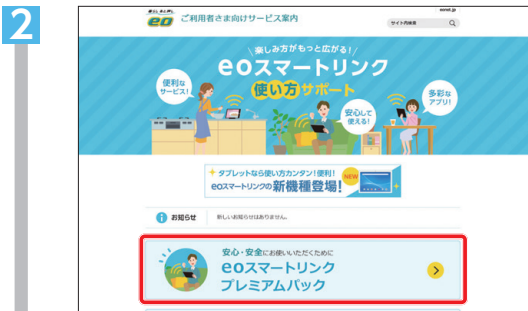 2
eo ご利用者さま向けサービス案内
eonet.jp
サイト内検索
楽しみ方がもっと広がる!
eoスマートリンク
使い方サポート
便利な
サービス!
安心して
使える!
多彩な
アプリ!
タブレットなら使い方カンタン!便利!
eoスマートリンクの新機種登場!
NEW
お知らせ 新しいお知らせはありません。
安心・安全にお使いいただくために
eoスマートリンク
プレミアムパック